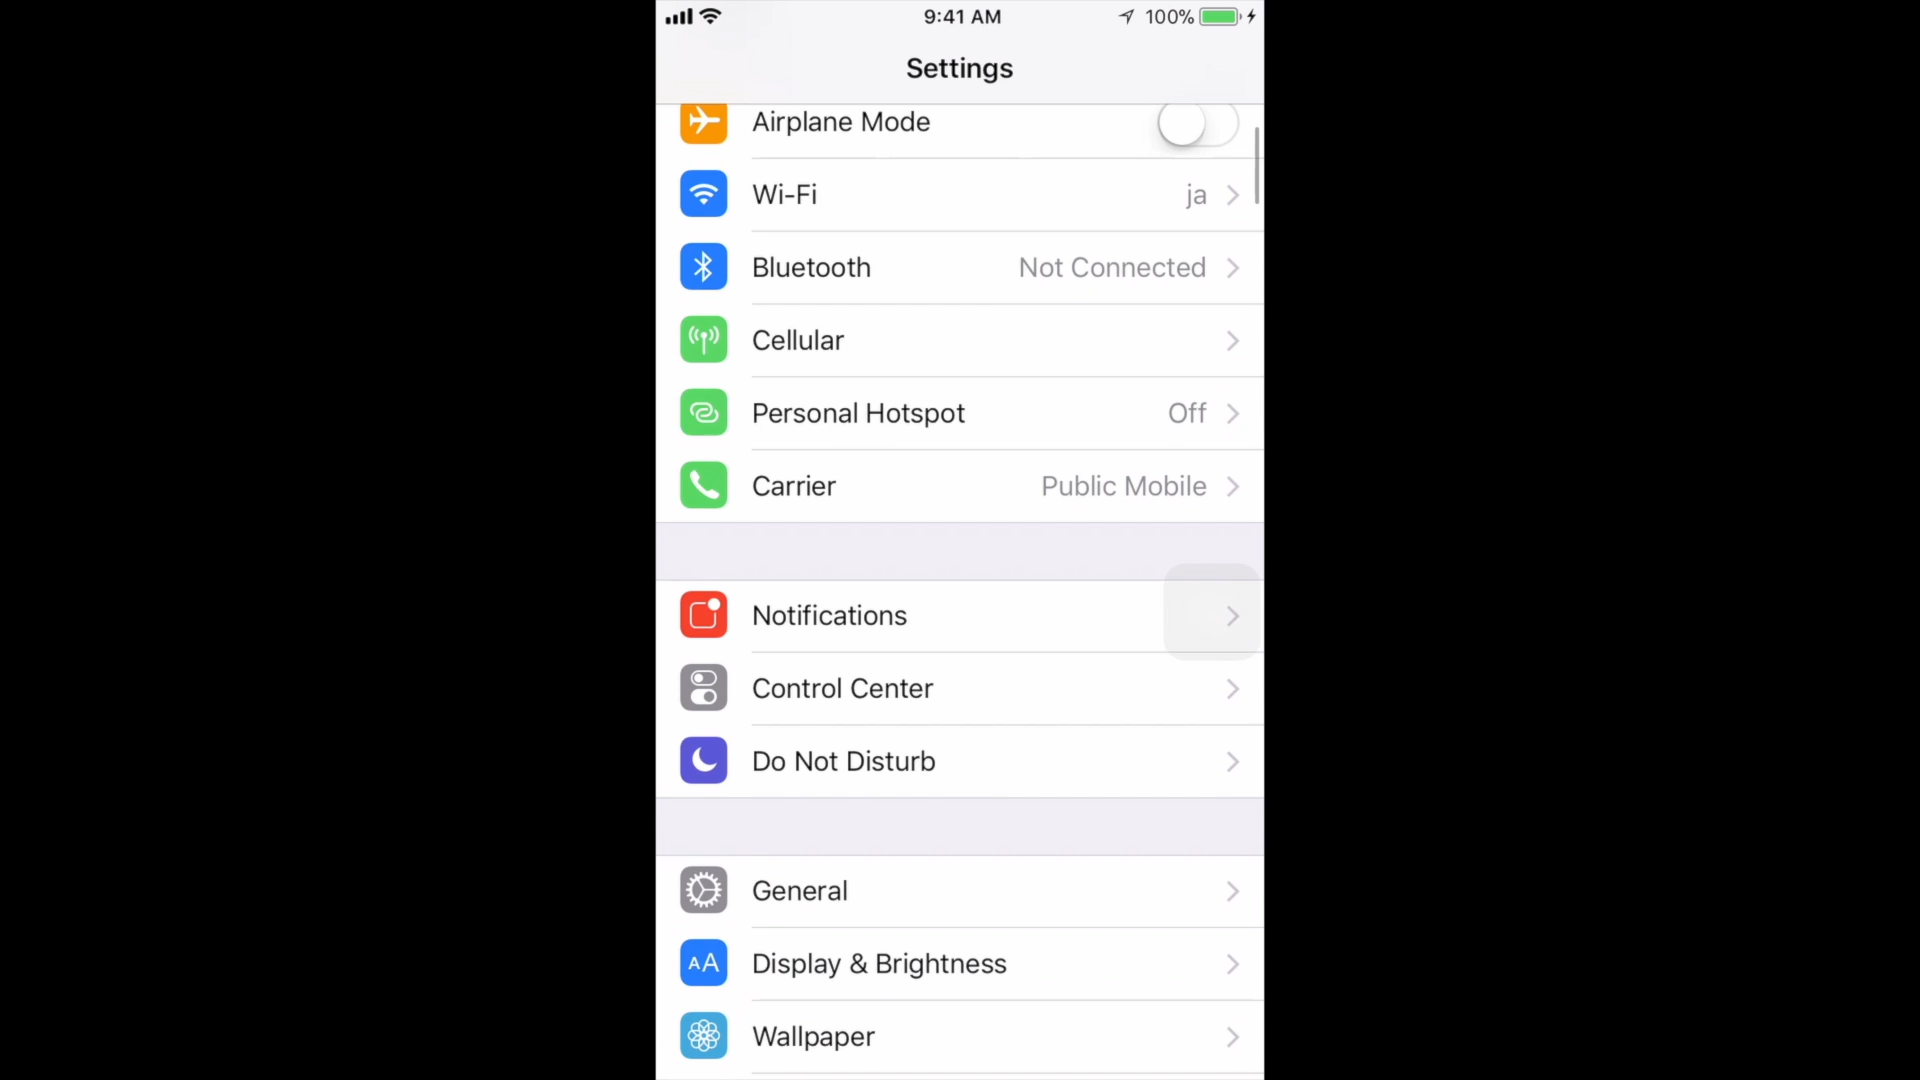 9:41 AM
100%
Settings
Airplane Mode
Wi-Fi ja
Bluetooth Not Connected
Cellular
Personal Hotspot Off
Carrier Public Mobile
Notifications
Control Center
Do Not Disturb
General
AA Display & Brightness
Wallpaper